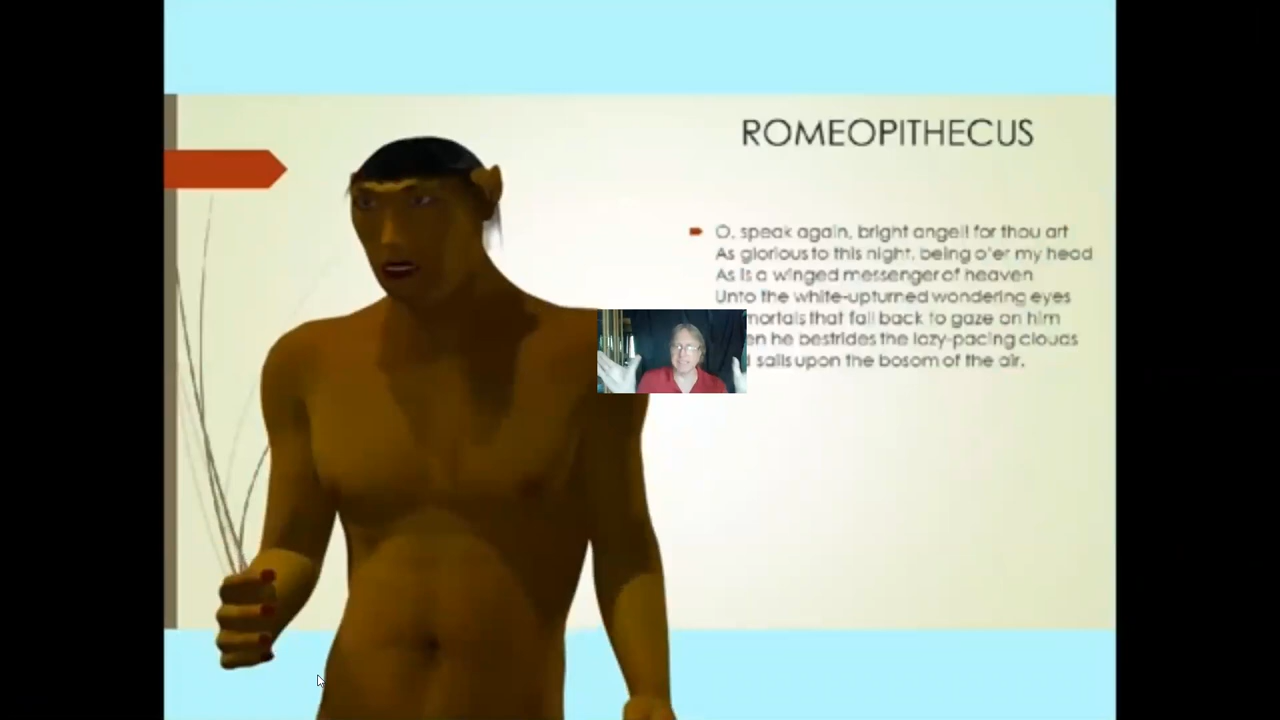 ROMEOPITHECUS
O, speak again, bright angel! for thou art
As glorious to this night, being o'er my head
As is a winged messenger of heaven
Unto the white-upturned wondering eyes
mortals that fall back to gaze on him
he bestrides the lazy-pacing clouds
sails upon the bosom of the air.